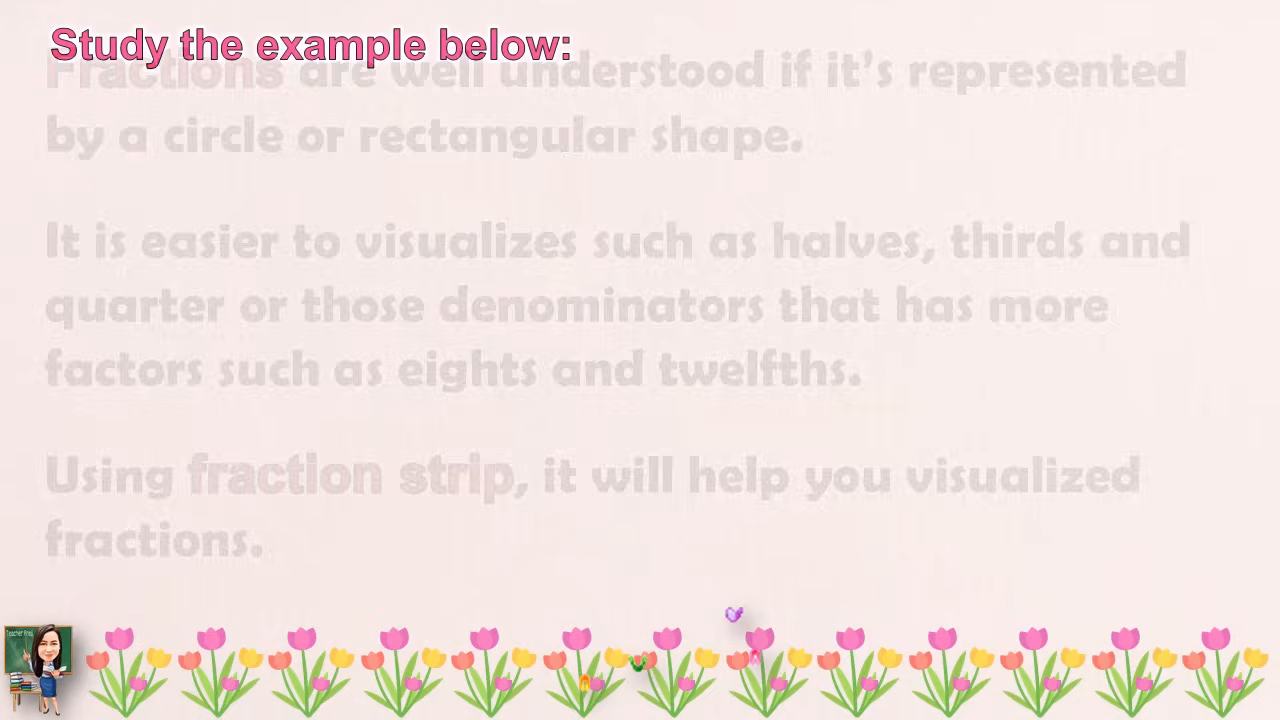 Study the example below:
Fractions are well understood if it's represented
by a circle or rectangular shape.
It is easier to visualizes such as halves, thirds and
quarter or those denominators that has more
factors such as eights and twelfths.
Using fraction strip, it will help you visualized
fractions.